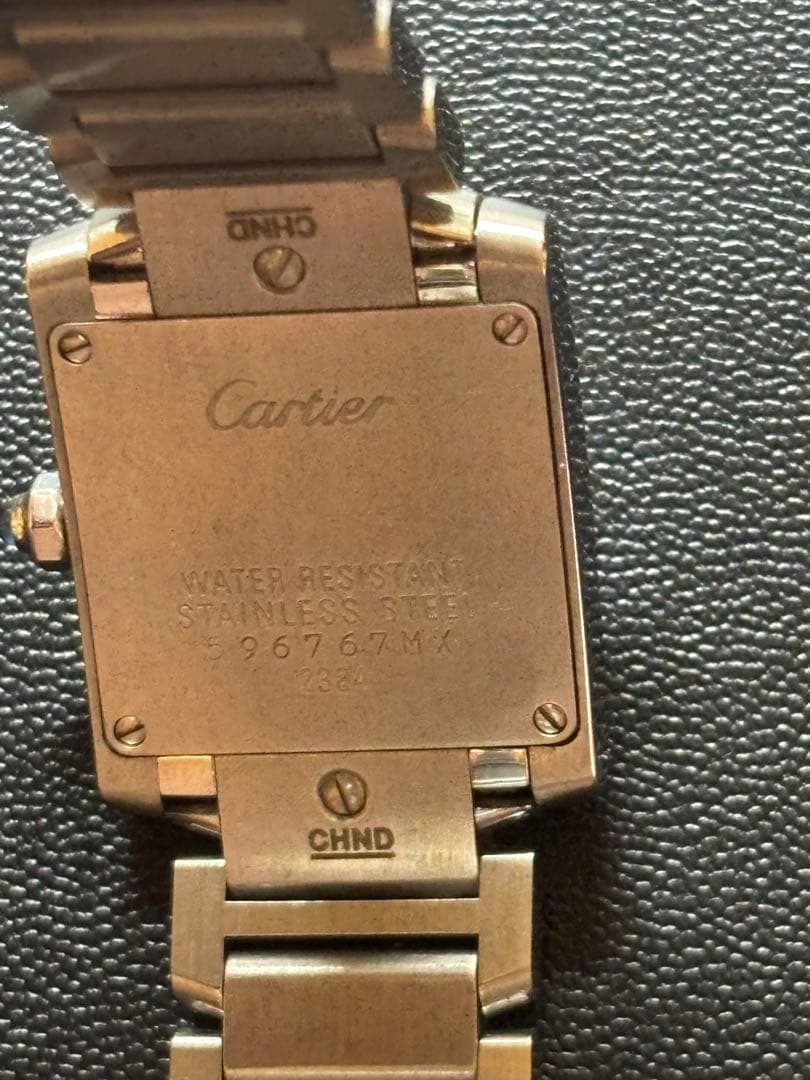 CHND
Cartier
WATER RESISTANT
STAINLESS STEEL
596767MX
2384
CHND